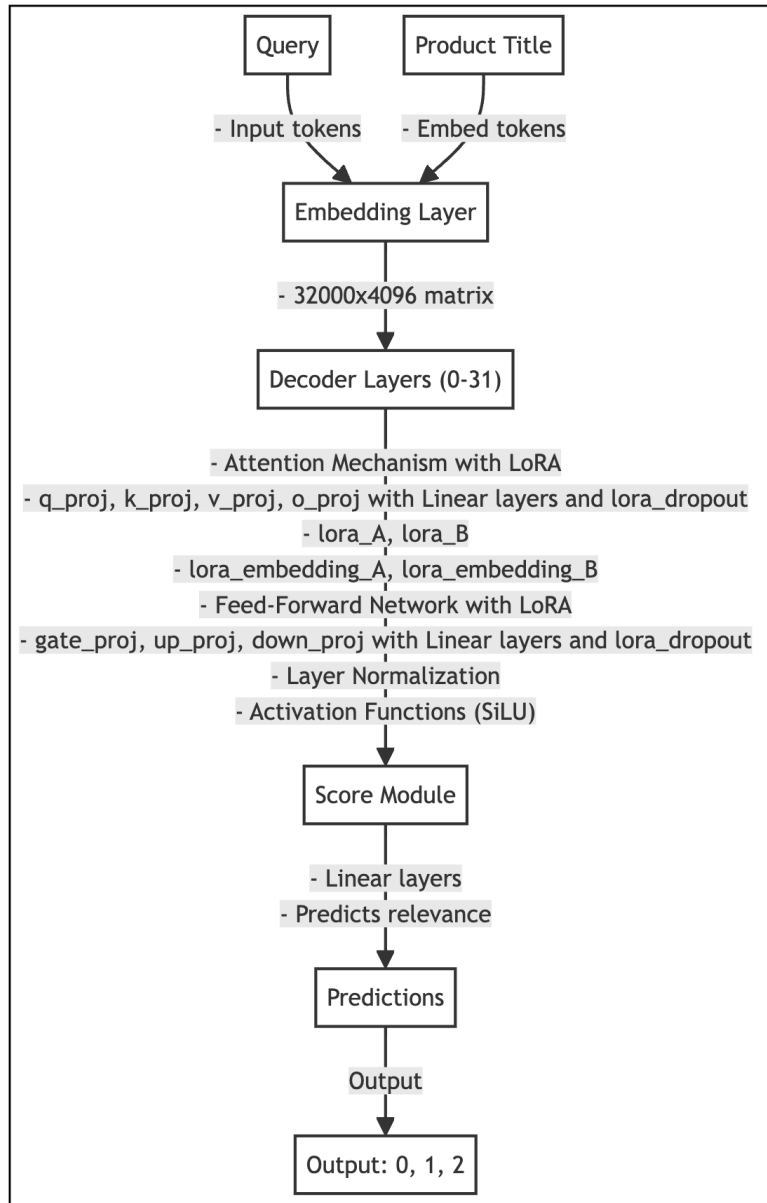 Query
Product Title
- Input tokens
- Embed tokens
Embedding Layer
- 32000x4096 matrix
Decoder Layers (0-31)
- Attention Mechanism with LoRA
- q_proj, k_proj, v_proj, o_proj with Linear layers and lora_dropout
- lora_A, lora_B
- lora_embedding_A, lora_embedding_B
- Feed-Forward Network with LoRA
- gate_proj, up_proj, down_proj with Linear layers and lora_dropout
- Layer Normalization
- Activation Functions (SiLU)
Score Module
- Linear layers
- Predicts relevance
Predictions
Output
Output: 0, 1, 2